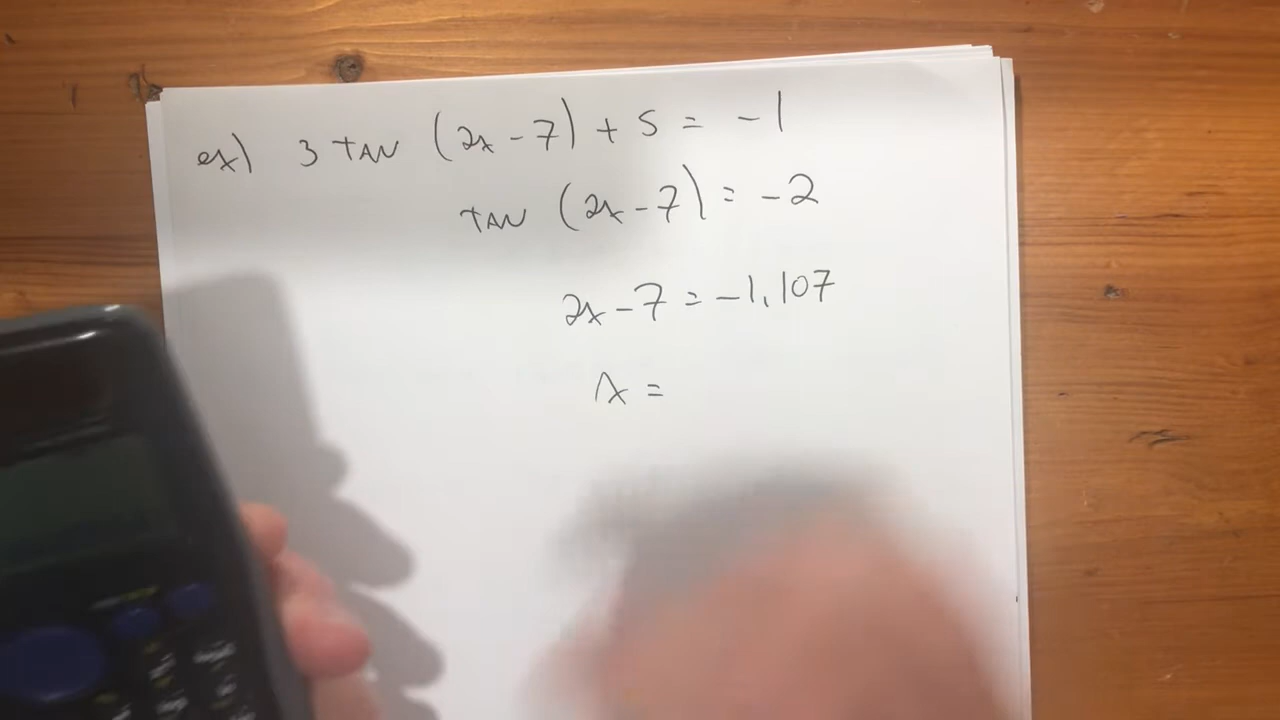 ex) 3 TAN (2x - 7) + 5 = -1
TAN (2x - 7) = -2
2x - 7 = -1,107
x =